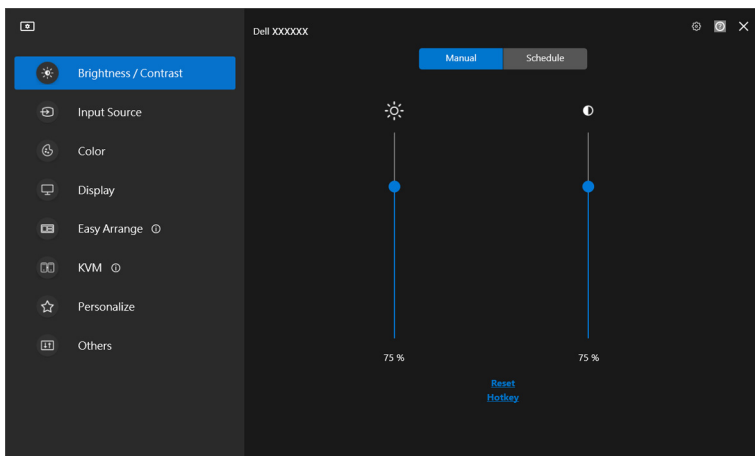 Dell XXXXXX
Manual Schedule
Brightness / Contrast
Input Source
Color
Display
Easy Arrange
KVM
Personalize
Others
75 % 75 %
Reset
Hotkey